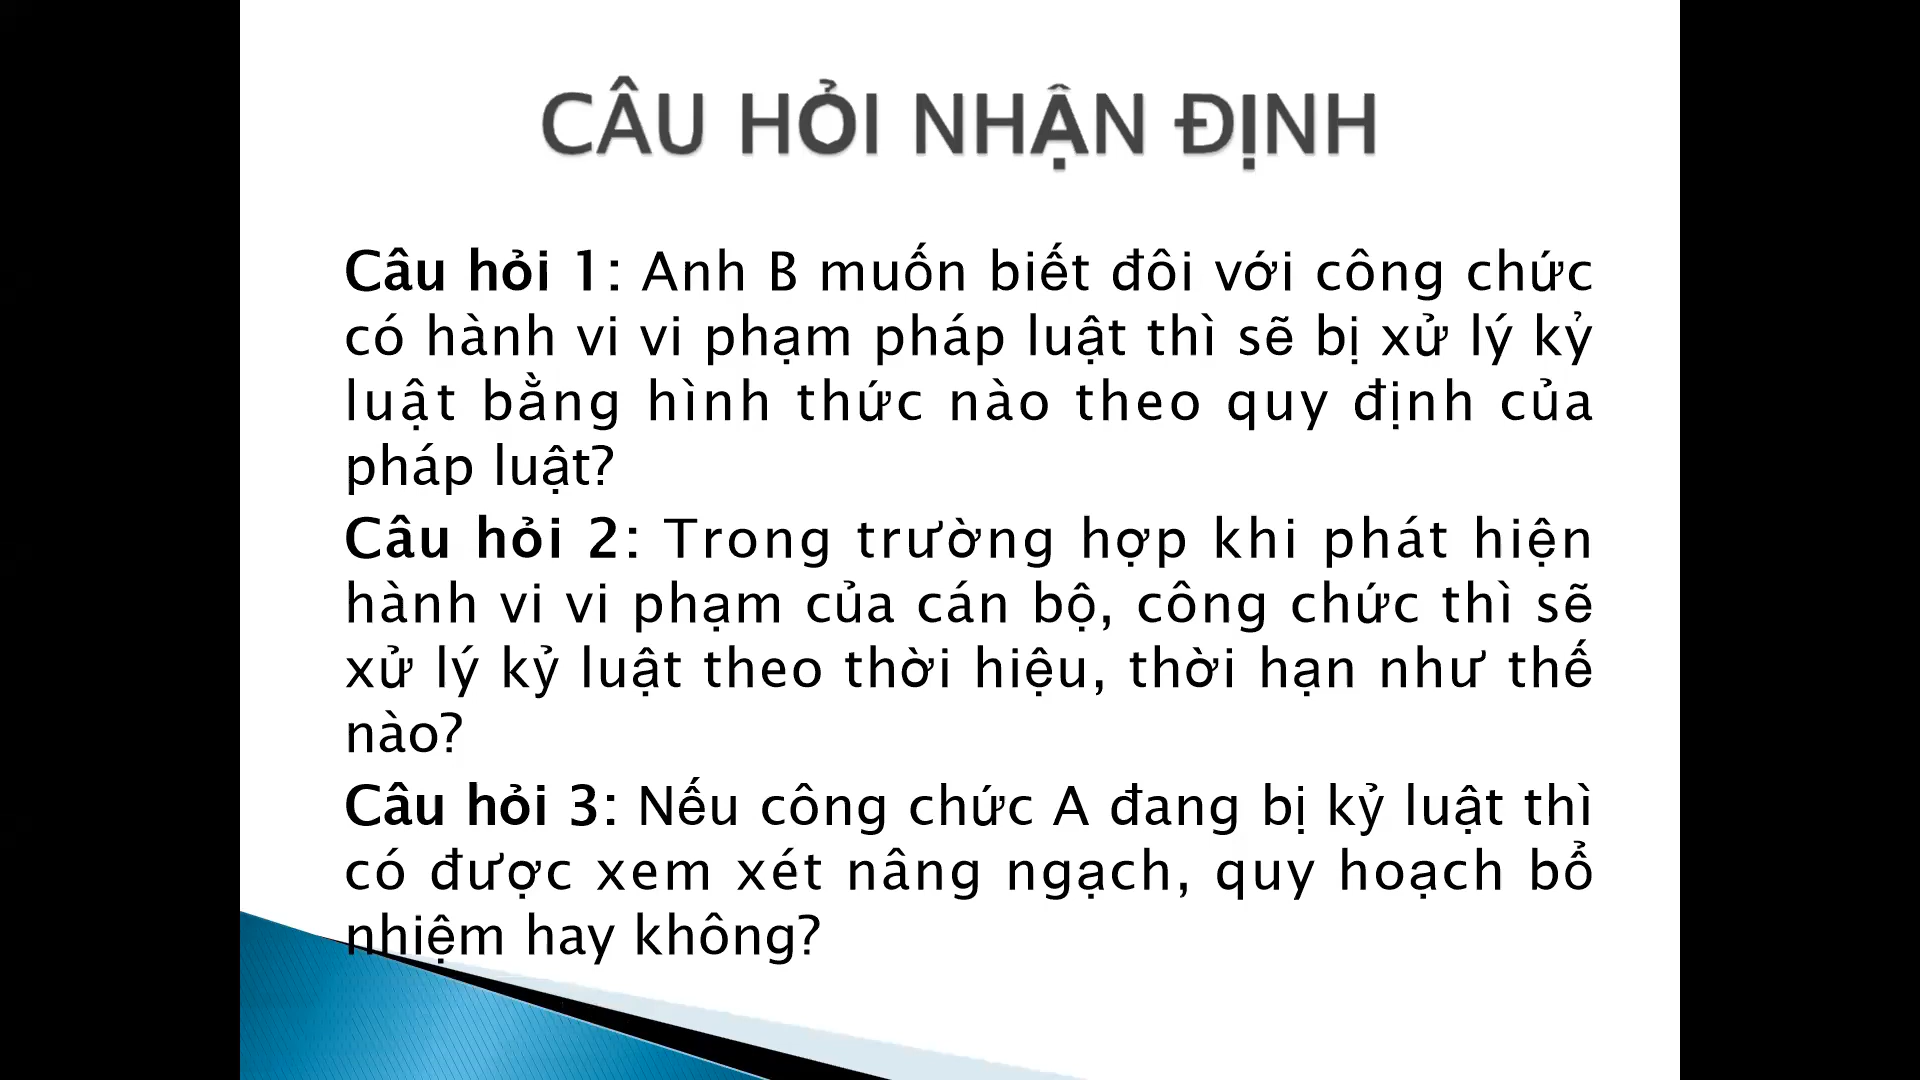 CÂU HỎI NHẬN ĐỊNH
Câu hỏi 1: Anh B muốn biết đôi với công chức
có hành vi vi phạm pháp luật thì sẽ bị xử lý kỷ
luật bằng hình thức nào theo quy định của
pháp luật?
Câu hỏi 2: Trong trường hợp khi phát hiện
hành vi vi phạm của cán bộ, công chức thì sẽ
xử lý kỷ luật theo thời hiệu, thời hạn như thế
nào?
Câu hỏi 3: Nếu công chức A đang bị kỷ luật thì
có được xem xét nâng ngạch, quy hoạch bổ
nhiệm hay không?